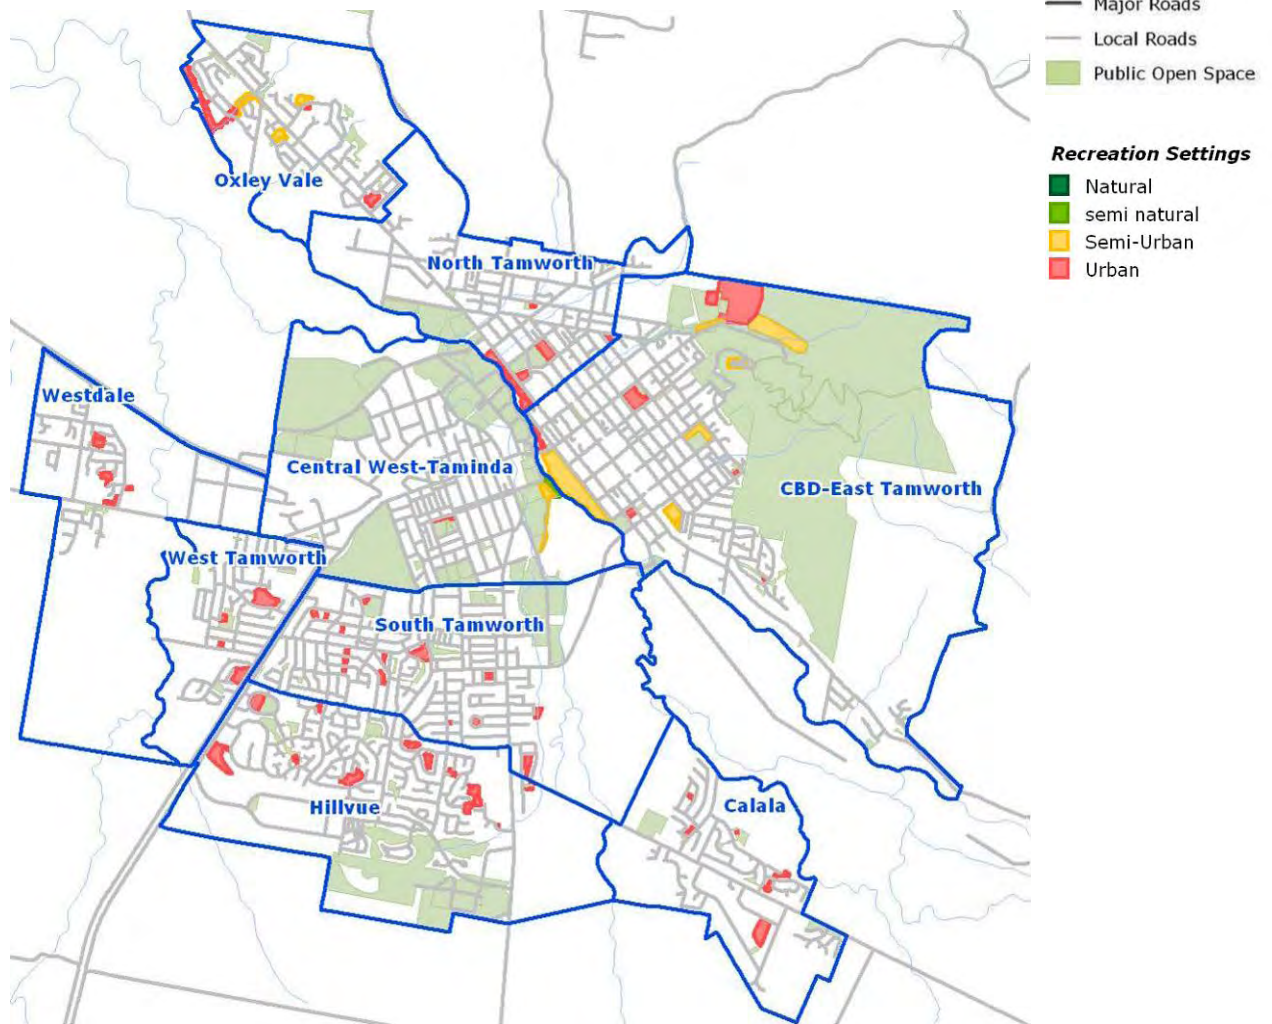 Major Roads
Local Roads
Public Open Space
Recreation Settings
Natural
semi natural
Semi-Urban
Urban
Oxley Vale
North Tamworth
Westdale
Central West-Taminda
CBD-East Tamworth
West Tamworth
South Tamworth
Hillvue
Calala